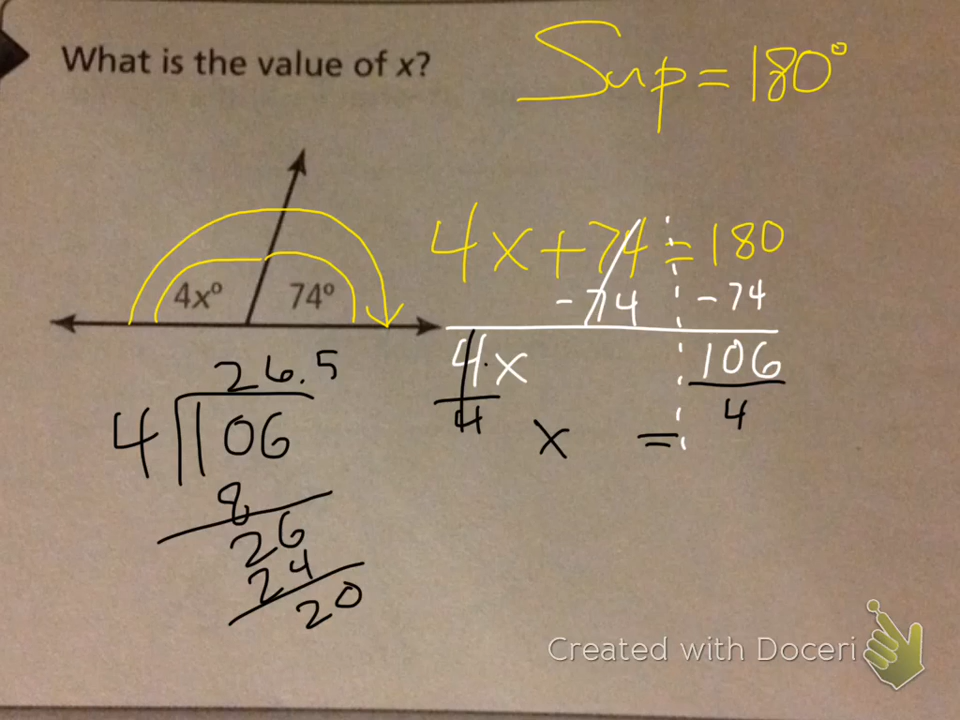 What is the value of x?
Sup = 180°
4x°
74°
4x + 74 = 180
- 74 - 74
4·x 106
4 4
x =
26.5
4 106
8
26
24
20
Created with Doceri